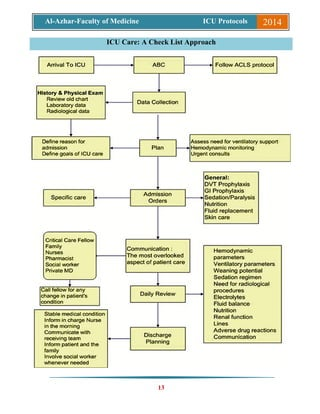 Al-Azhar-Faculty of Medicine ICU Protocols 2014
ICU Care: A Check List Approach
Arrival To ICU
ABC
Follow ACLS protocol
History & Physical Exam
Review old chart
Laboratory data
Radiological data
Data Collection
Define reason for
admission
Define goals of ICU care
Plan
Assess need for ventilatory support
Hemodynamic monitoring
Urgent consults
Specific care
Admission
Orders
General:
DVT Prophylaxis
GI Prophylaxis
Sedation/Paralysis
Nutrition
Fluid replacement
Skin care
Critical Care Fellow
Family
Nurses
Pharmacist
Social worker
Private MD
Communication :
The most overlooked
aspect of patient care
Call fellow for any
change in patient's
condition
Daily Review
Hemodynamic
parameters
Ventilatory parameters
Weaning potential
Sedation regimen
Need for radiological
procedures
Electrolytes
Fluid balance
Nutrition
Renal function
Lines
Adverse drug reactions
Communication
Stable medical condition
Inform in charge Nurse
in the morning
Communicate with
receiving team
Inform patient and the
family
Involve social worker
whenever needed
Discharge
Planning
13